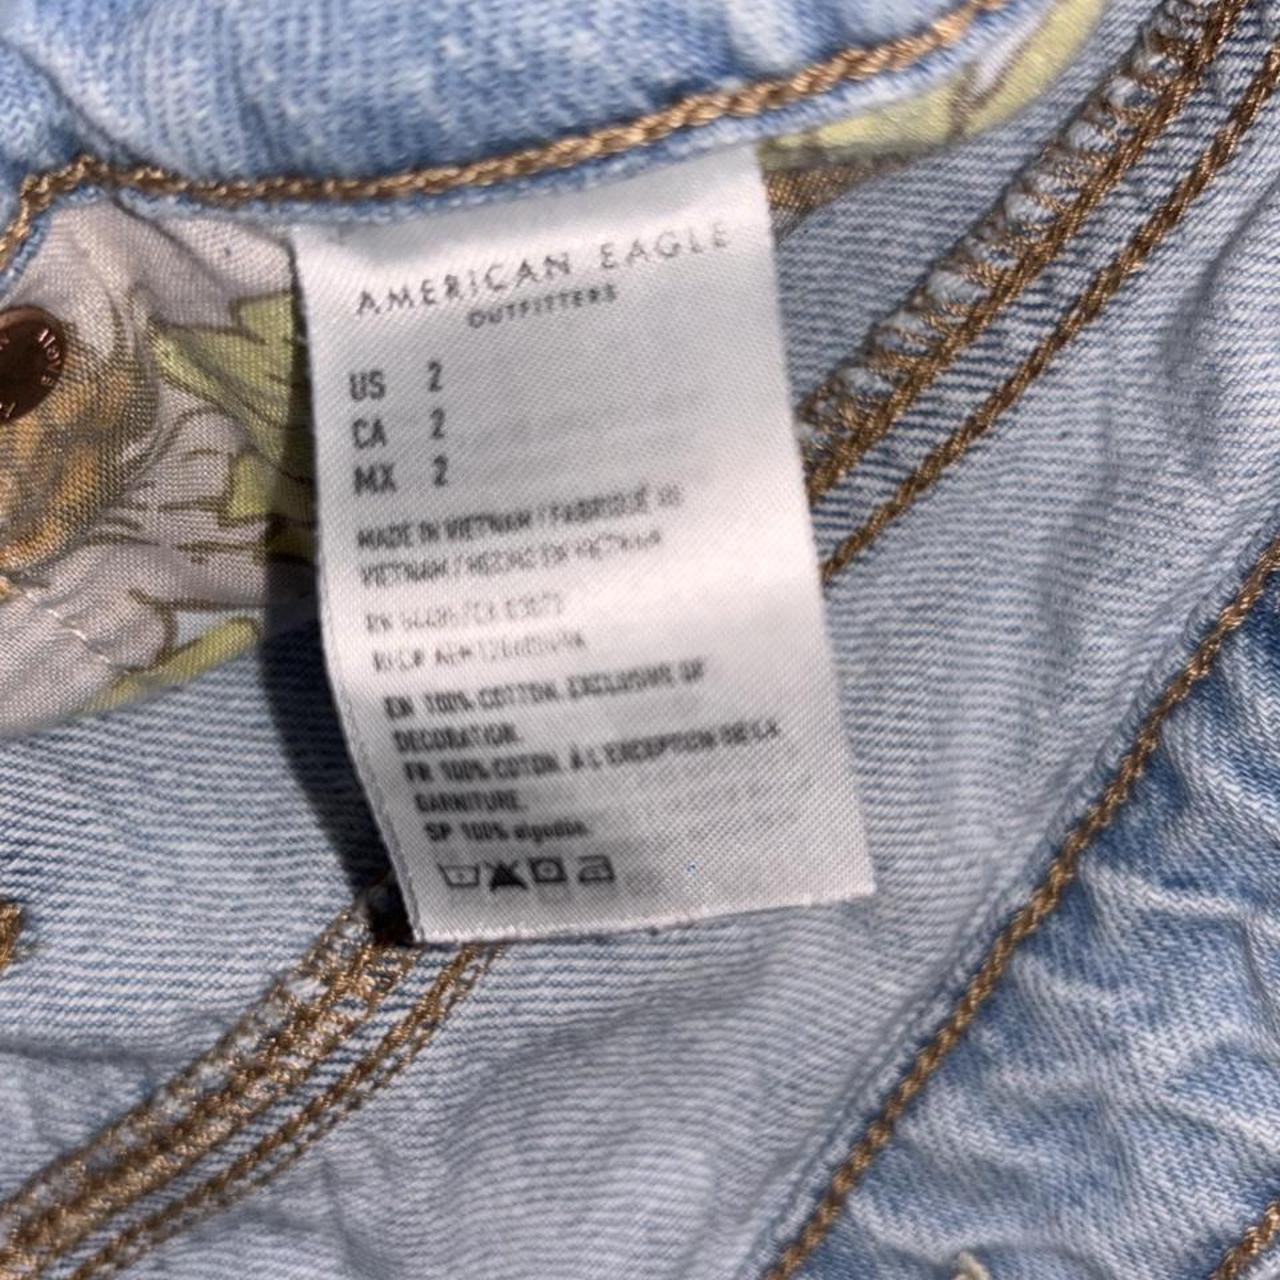 AMERICAN EAGLE
OUTFITTERS
US 2
CA 2
MX 2
MADE IN VIETNAM / FABRIQUÉ AU
VIETNAM / HECHO EN VIETNAM
EN 100% COTTON. EXCLUSIVE OF
DECORATION.
FR 100% COTON. À L'EXCEPTION DE LA
GARNITURE.
SP 100% algodón.